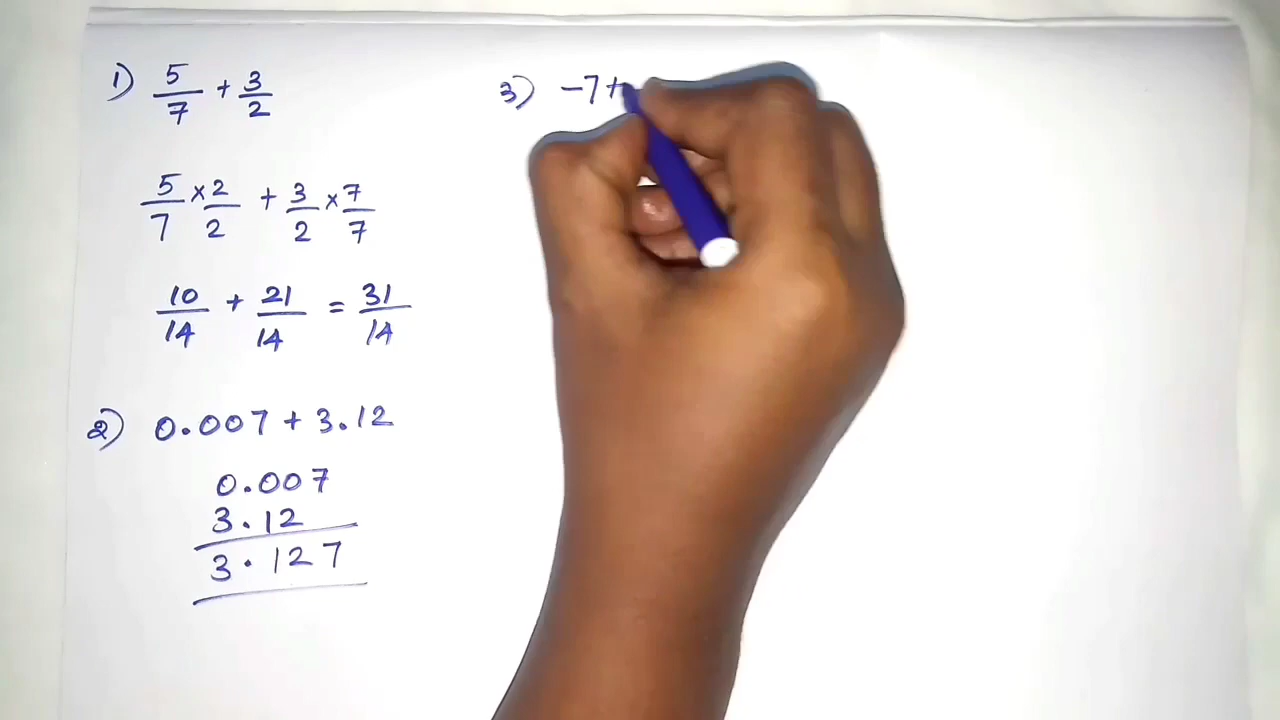 1) 5/7 + 3/2
5/7 × 2/2 + 3/2 × 7/7
10/14 + 21/14 = 31/14
2) 0.007 + 3.12
0.007
3.12
3.127
3) -7+